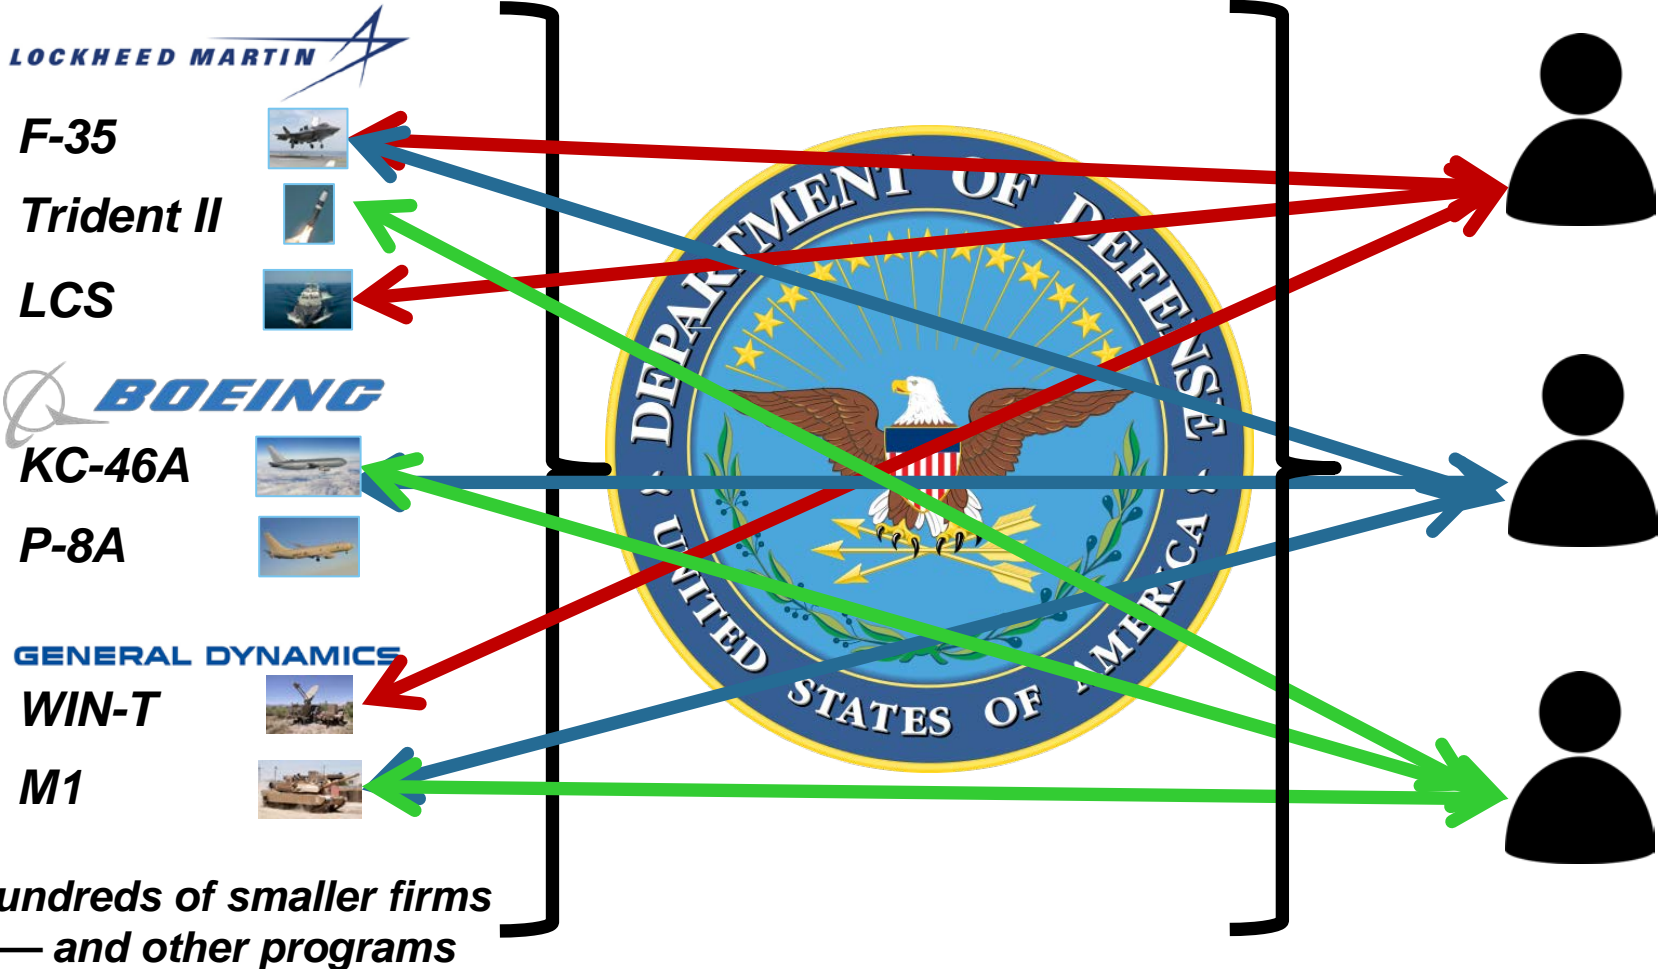 LOCKHEED MARTIN
F-35
Trident II
LCS
BOEING
KC-46A
P-8A
GENERAL DYNAMICS
WIN-T
M1
undreds of smaller firms
— and other programs
DEPARTMENT OF DEFENSE
UNITED STATES OF AMERICA